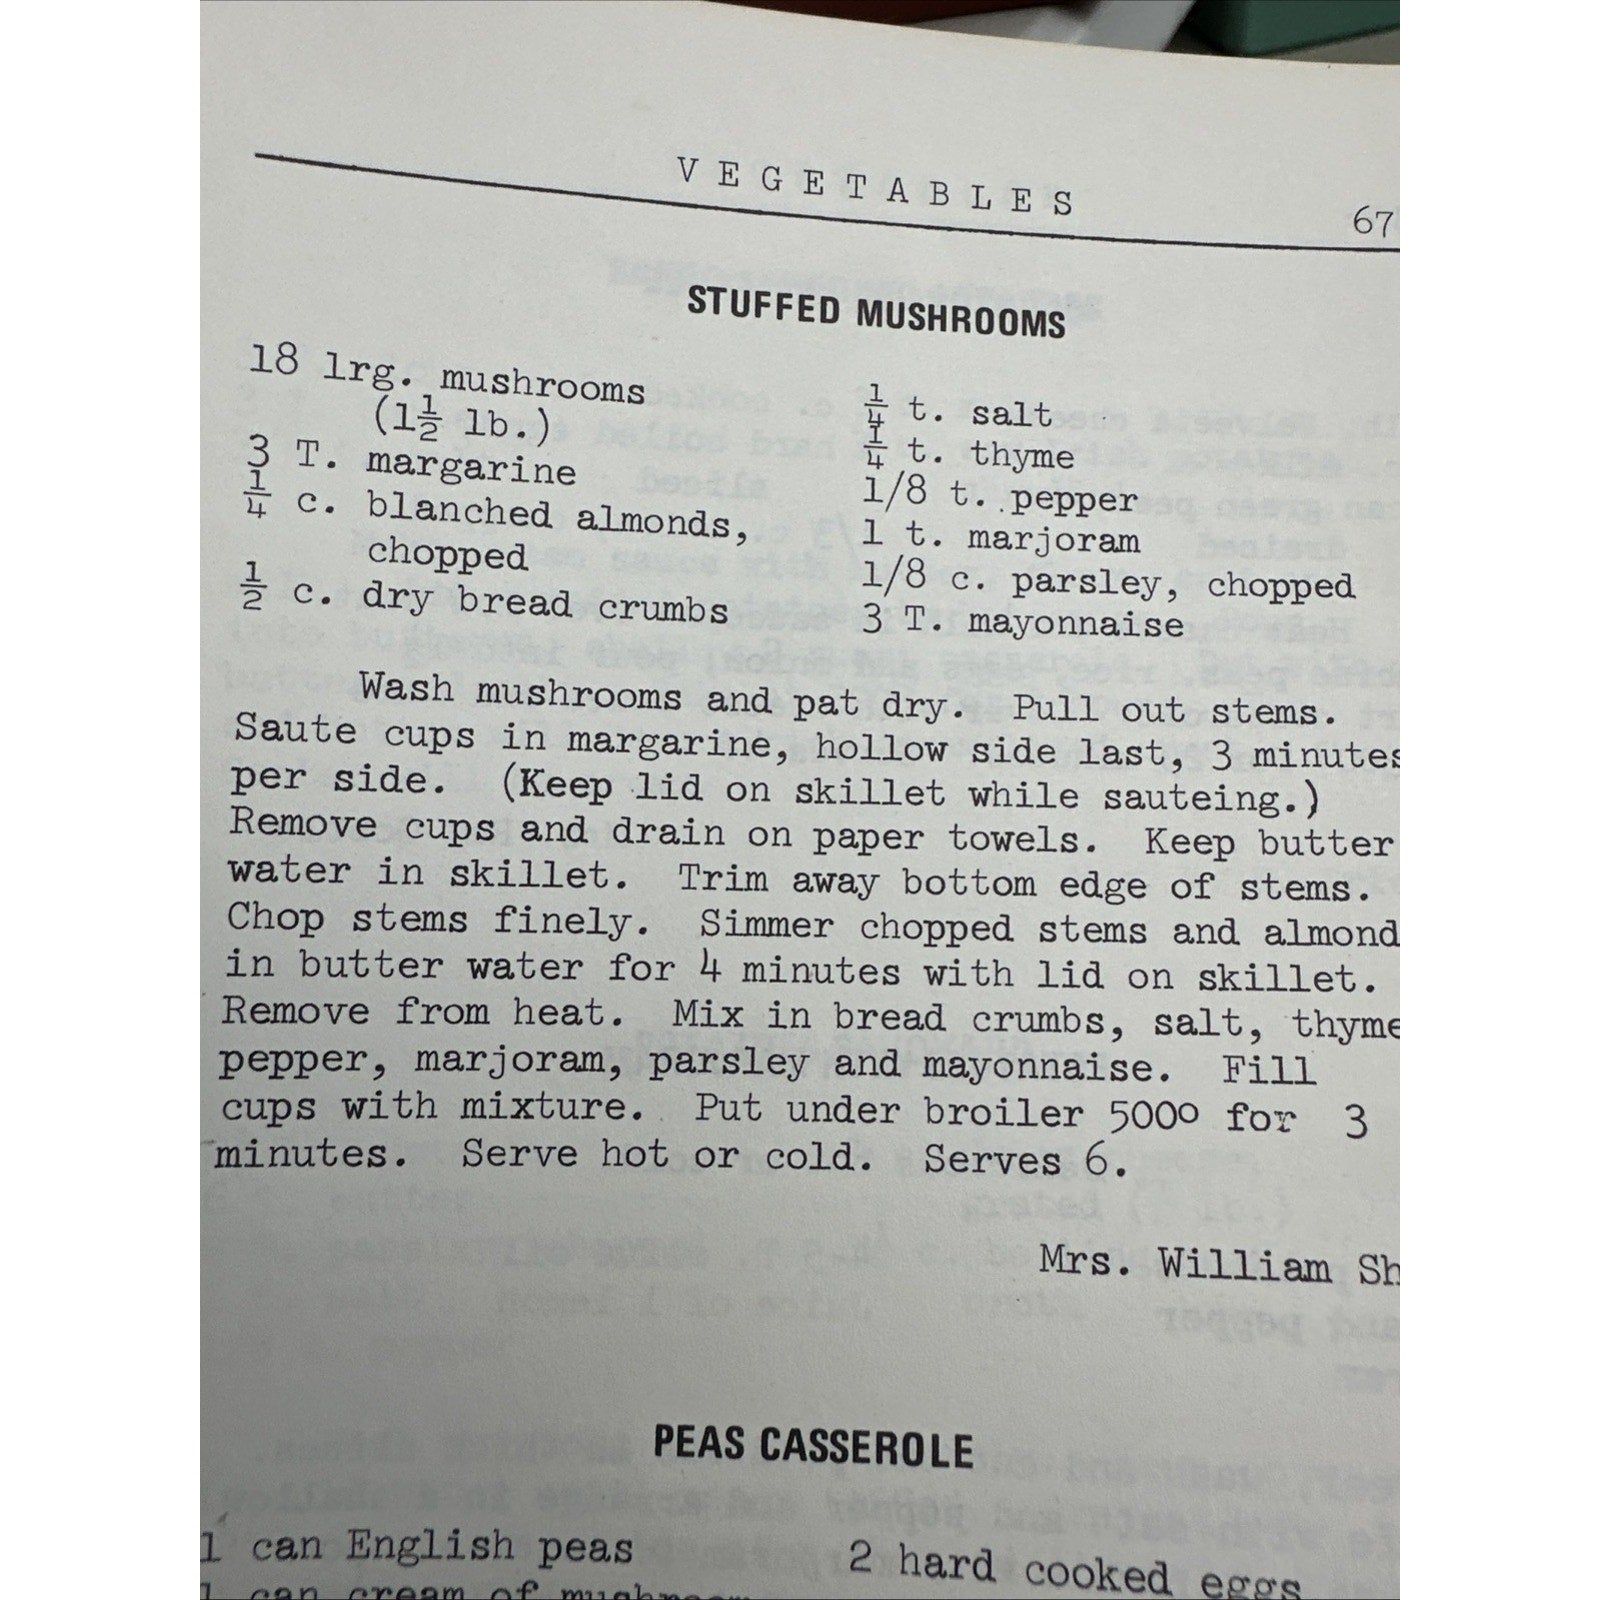 VEGETABLES
67
STUFFED MUSHROOMS
18 lrg. mushrooms
(1½ lb.)
3 T. margarine
¼ c. blanched almonds,
chopped
½ c. dry bread crumbs
¼ t. salt
¼ t. thyme
1/8 t. pepper
1 t. marjoram
1/8 c. parsley, chopped
3 T. mayonnaise
Wash mushrooms and pat dry. Pull out stems.
Saute cups in margarine, hollow side last, 3 minutes
per side. (Keep lid on skillet while sauteing.)
Remove cups and drain on paper towels. Keep butter
water in skillet. Trim away bottom edge of stems.
Chop stems finely. Simmer chopped stems and almond
in butter water for 4 minutes with lid on skillet.
Remove from heat. Mix in bread crumbs, salt, thyme
pepper, marjoram, parsley and mayonnaise. Fill
cups with mixture. Put under broiler 500º for 3
minutes. Serve hot or cold. Serves 6.
Mrs. William Sh
PEAS CASSEROLE
1 can English peas
2 hard cooked eggs
1 can cream of mushroom